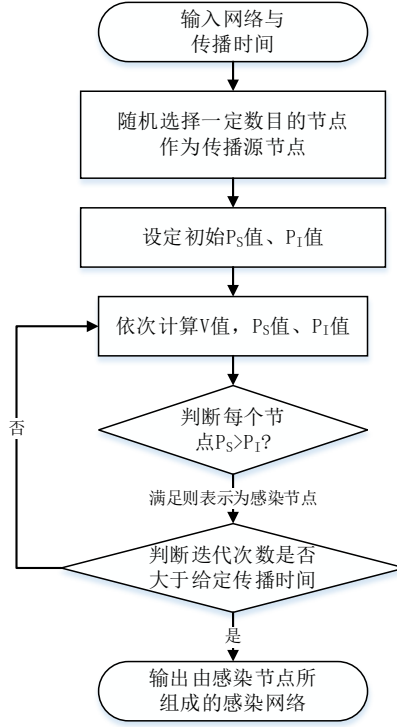 输入网络与
传播时间
随机选择一定数目的节点
作为传播源节点
设定初始PS值、PI值
依次计算V值，PS值、PI值
否
判断每个节
点PS>PI?
满足则表示为感染节点
判断迭代次数是否
大于给定传播时间
是
输出由感染节点所
组成的感染网络